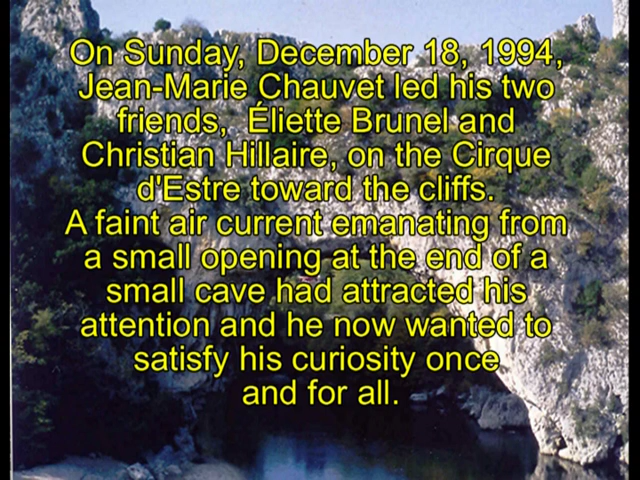 On Sunday, December 18, 1994,
Jean-Marie Chauvet led his two
friends, Éliette Brunel and
Christian Hillaire, on the Cirque
d'Estre toward the cliffs.
A faint air current emanating from
a small opening at the end of a
small cave had attracted his
attention and he now wanted to
satisfy his curiosity once
and for all.